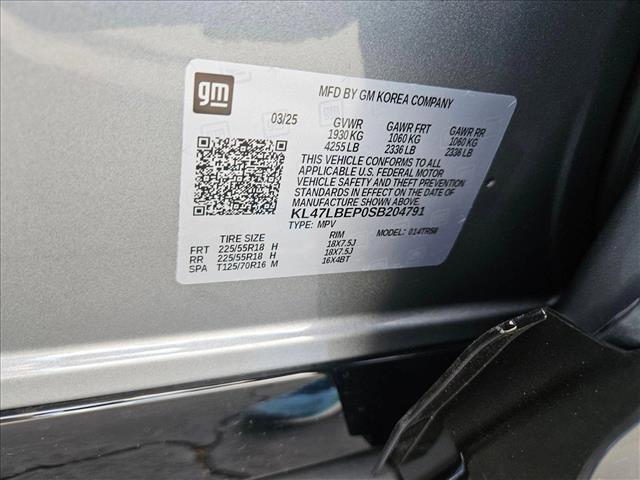 gm
MFD BY GM KOREA COMPANY
03/25 GVWR GAWR FRT GAWR RR
1930 KG 1060 KG 1060 KG
4255 LB 2336 LB 2336 LB
THIS VEHICLE CONFORMS TO ALL
APPLICABLE U.S. FEDERAL MOTOR
VEHICLE SAFETY AND THEFT PREVENTION
STANDARDS IN EFFECT ON THE DATE OF
MANUFACTURE SHOWN ABOVE.
KL47LBEP0SB204791
TYPE: MPV MODEL: 014TR58
TIRE SIZE RIM
FRT 225/55R18 H 18X7.5J
RR 225/55R18 H 18X7.5J
SPA T125/70R16 M 16X4BT